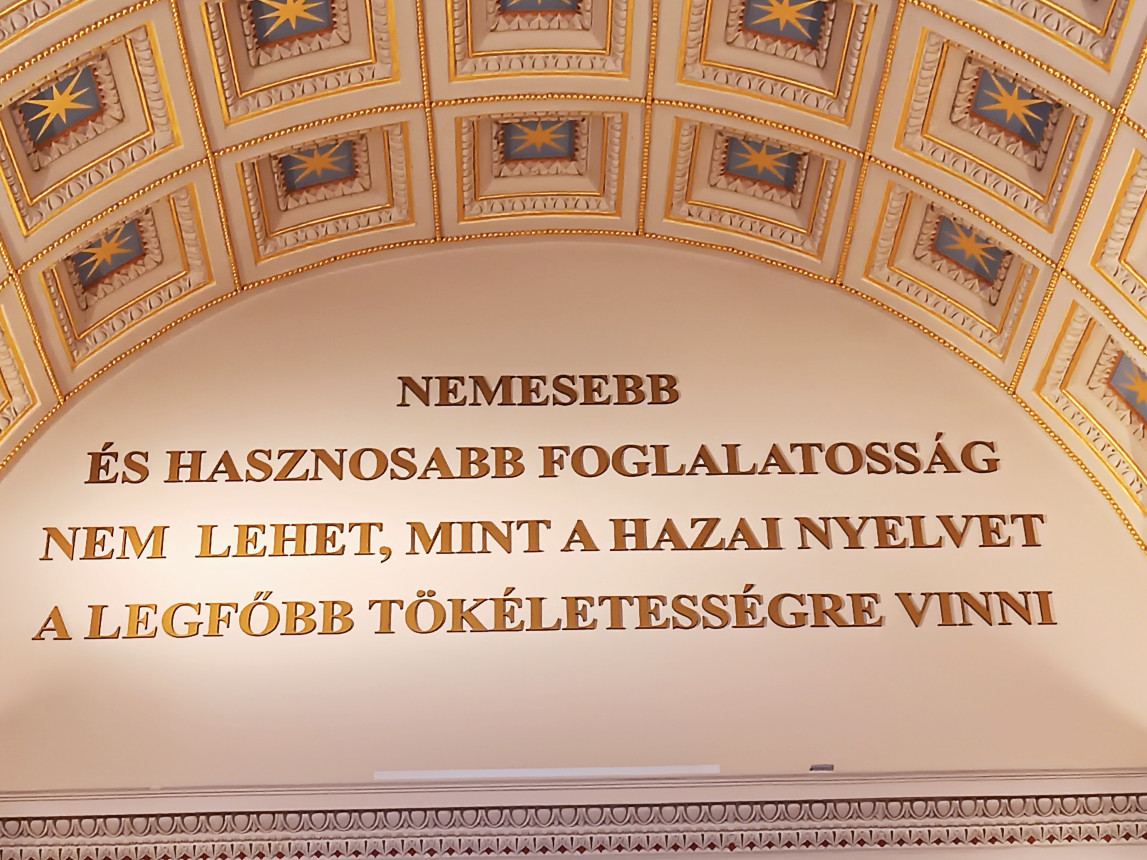 NEMESEBB
ÉS HASZNOSABB FOGLALATOSSÁG
NEM LEHET, MINT A HAZAI NYELVET
A LEGFŐBB TÖKÉLETESSÉGRE VINNI